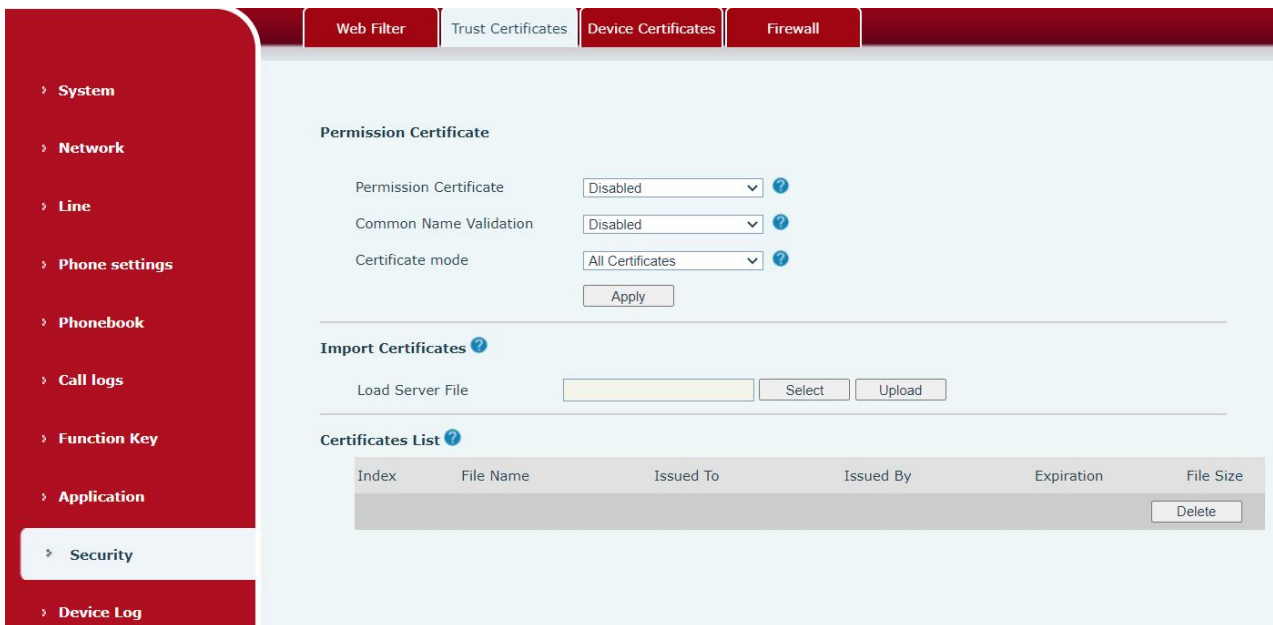 Web Filter Trust Certificates Device Certificates Firewall
System
Network
Line
Phone settings
Phonebook
Call logs
Function Key
Application
Security
Device Log
Permission Certificate
Permission Certificate Disabled ?
Common Name Validation Disabled ?
Certificate mode All Certificates ?
Apply
Import Certificates ?
Load Server File Select Upload
Certificates List ?
Index File Name Issued To Issued By Expiration File Size
Delete